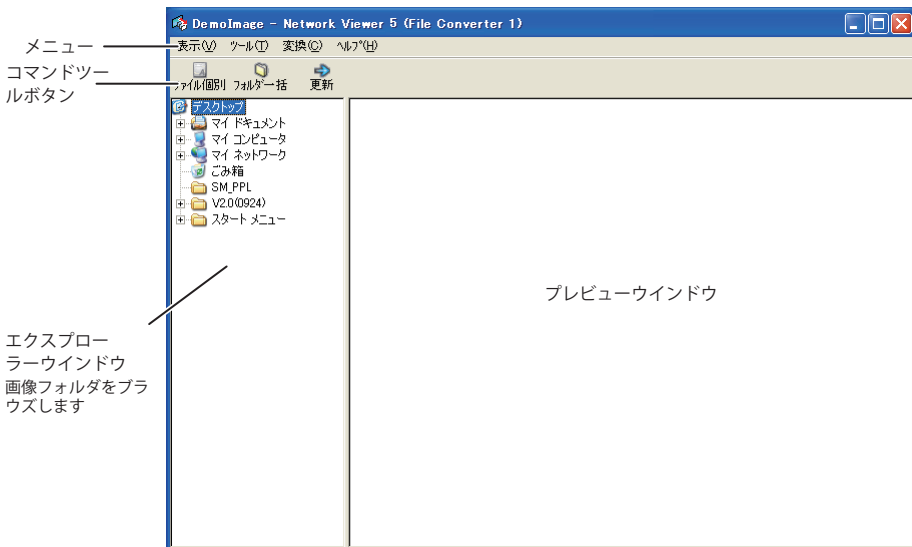 DemoImage - Network Viewer 5 (File Converter 1)
メニュー
表示(V) ツール(T) 変換(C) ヘルプ(H)
コマンドツー
ルボタン
ファイル個別 フォルダ一括 更新
デスクトップ
マイ ドキュメント
マイ コンピュータ
マイ ネットワーク
ごみ箱
SM_PPL
V2.0(0924)
スタート メニュー
プレビューウインドウ
エクスプロー
ラーウインドウ
画像フォルダをブラ
ウズします